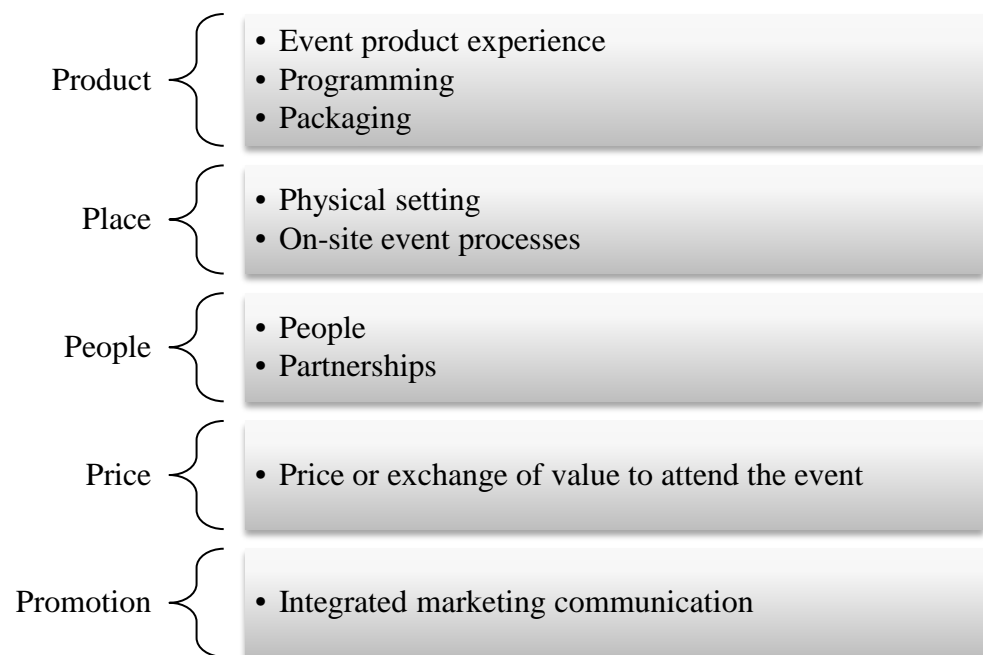 Product
• Event product experience
• Programming
• Packaging
Place
• Physical setting
• On-site event processes
People
• People
• Partnerships
Price
• Price or exchange of value to attend the event
Promotion
• Integrated marketing communication